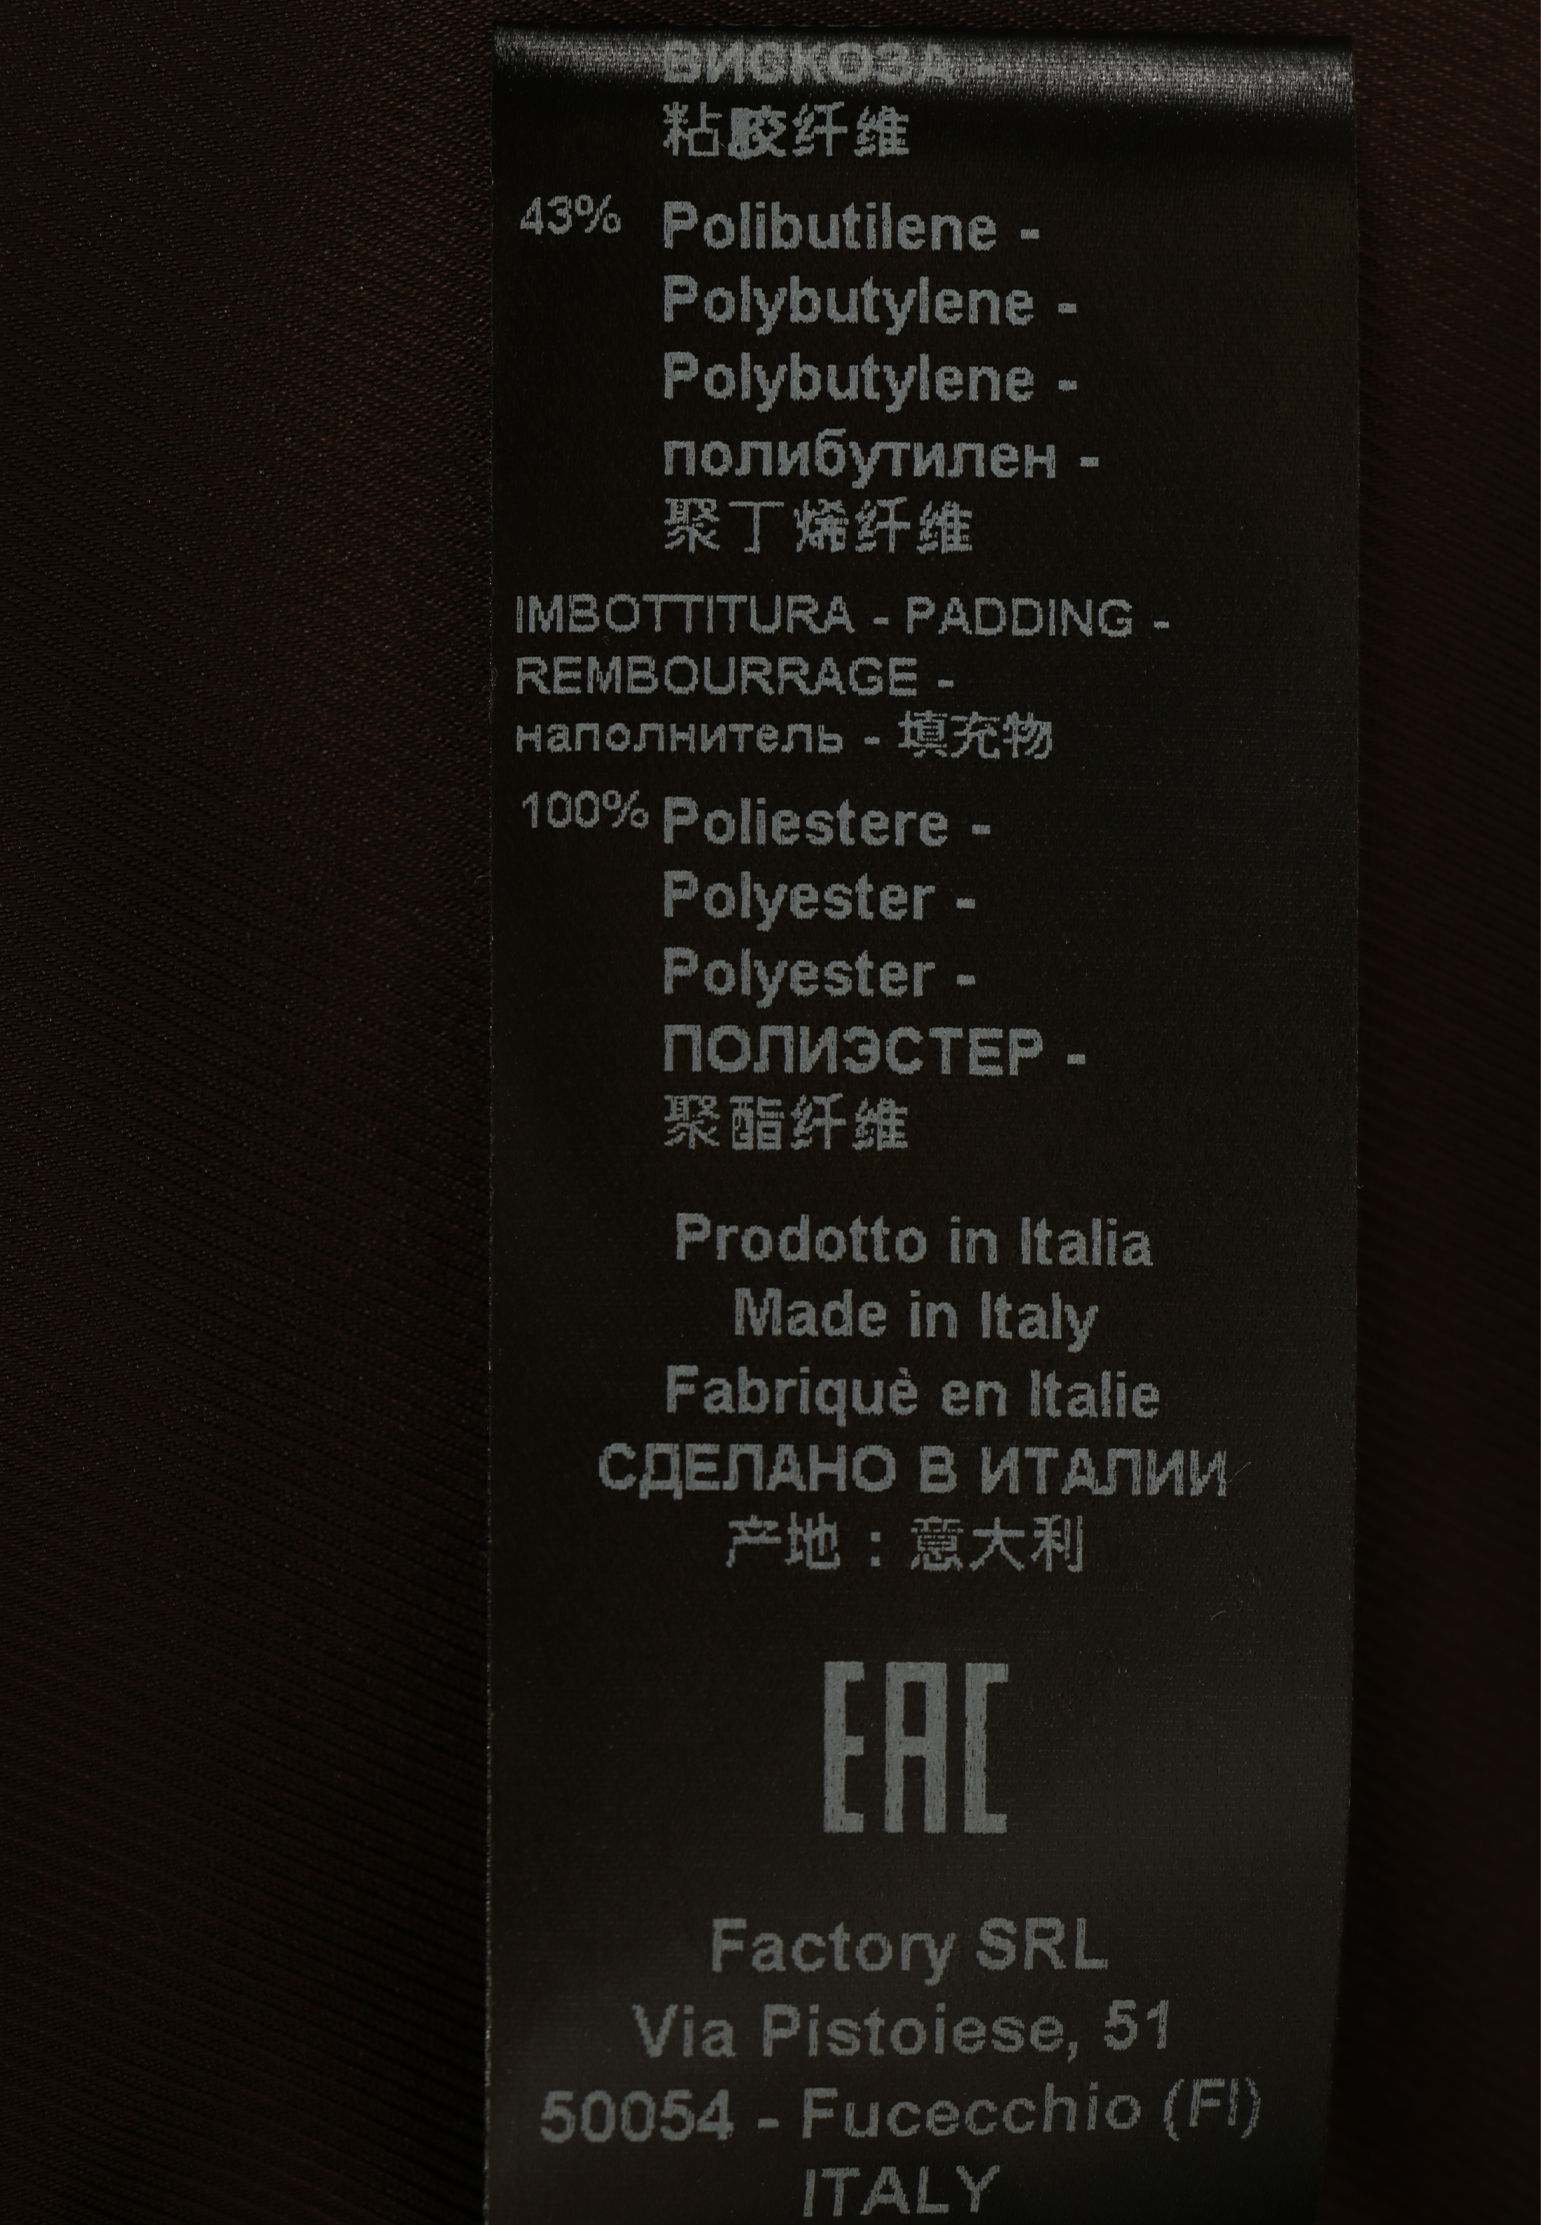 ВИСКОЗА -
粘胶纤维
43% Polibutilene -
Polybutylene -
Polybutylene -
полибутилен -
聚丁烯纤维
IMBOTTITURA - PADDING -
REMBOURRAGE -
наполнитель - 填充物
100% Poliestere -
Polyester -
Polyester -
ПОЛИЭСТЕР -
聚酯纤维
Prodotto in Italia
Made in Italy
Fabriquè en Italie
СДЕЛАНО В ИТАЛИИ
产地：意大利
EAC
Factory SRL
Via Pistoiese, 51
50054 - Fucecchio (FI)
ITALY